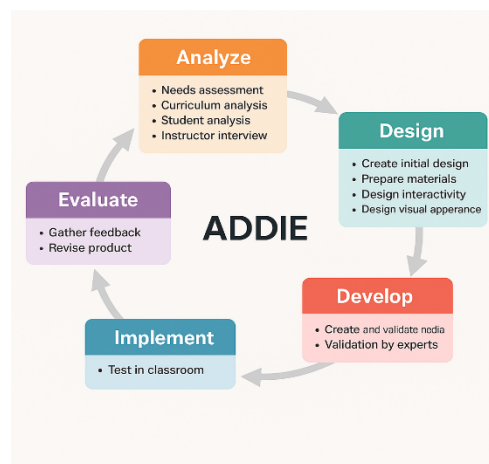 Analyze
• Needs assessment
• Curriculum analysis
• Student analysis
• Instructor interview
Design
• Create initial design
• Prepare materials
• Design interactivity
• Design visual apperance
Evaluate
• Gather feedback
• Revise product
ADDIE
Develop
• Create and validate nedia
• Validation by experts
Implement
• Test in classroom